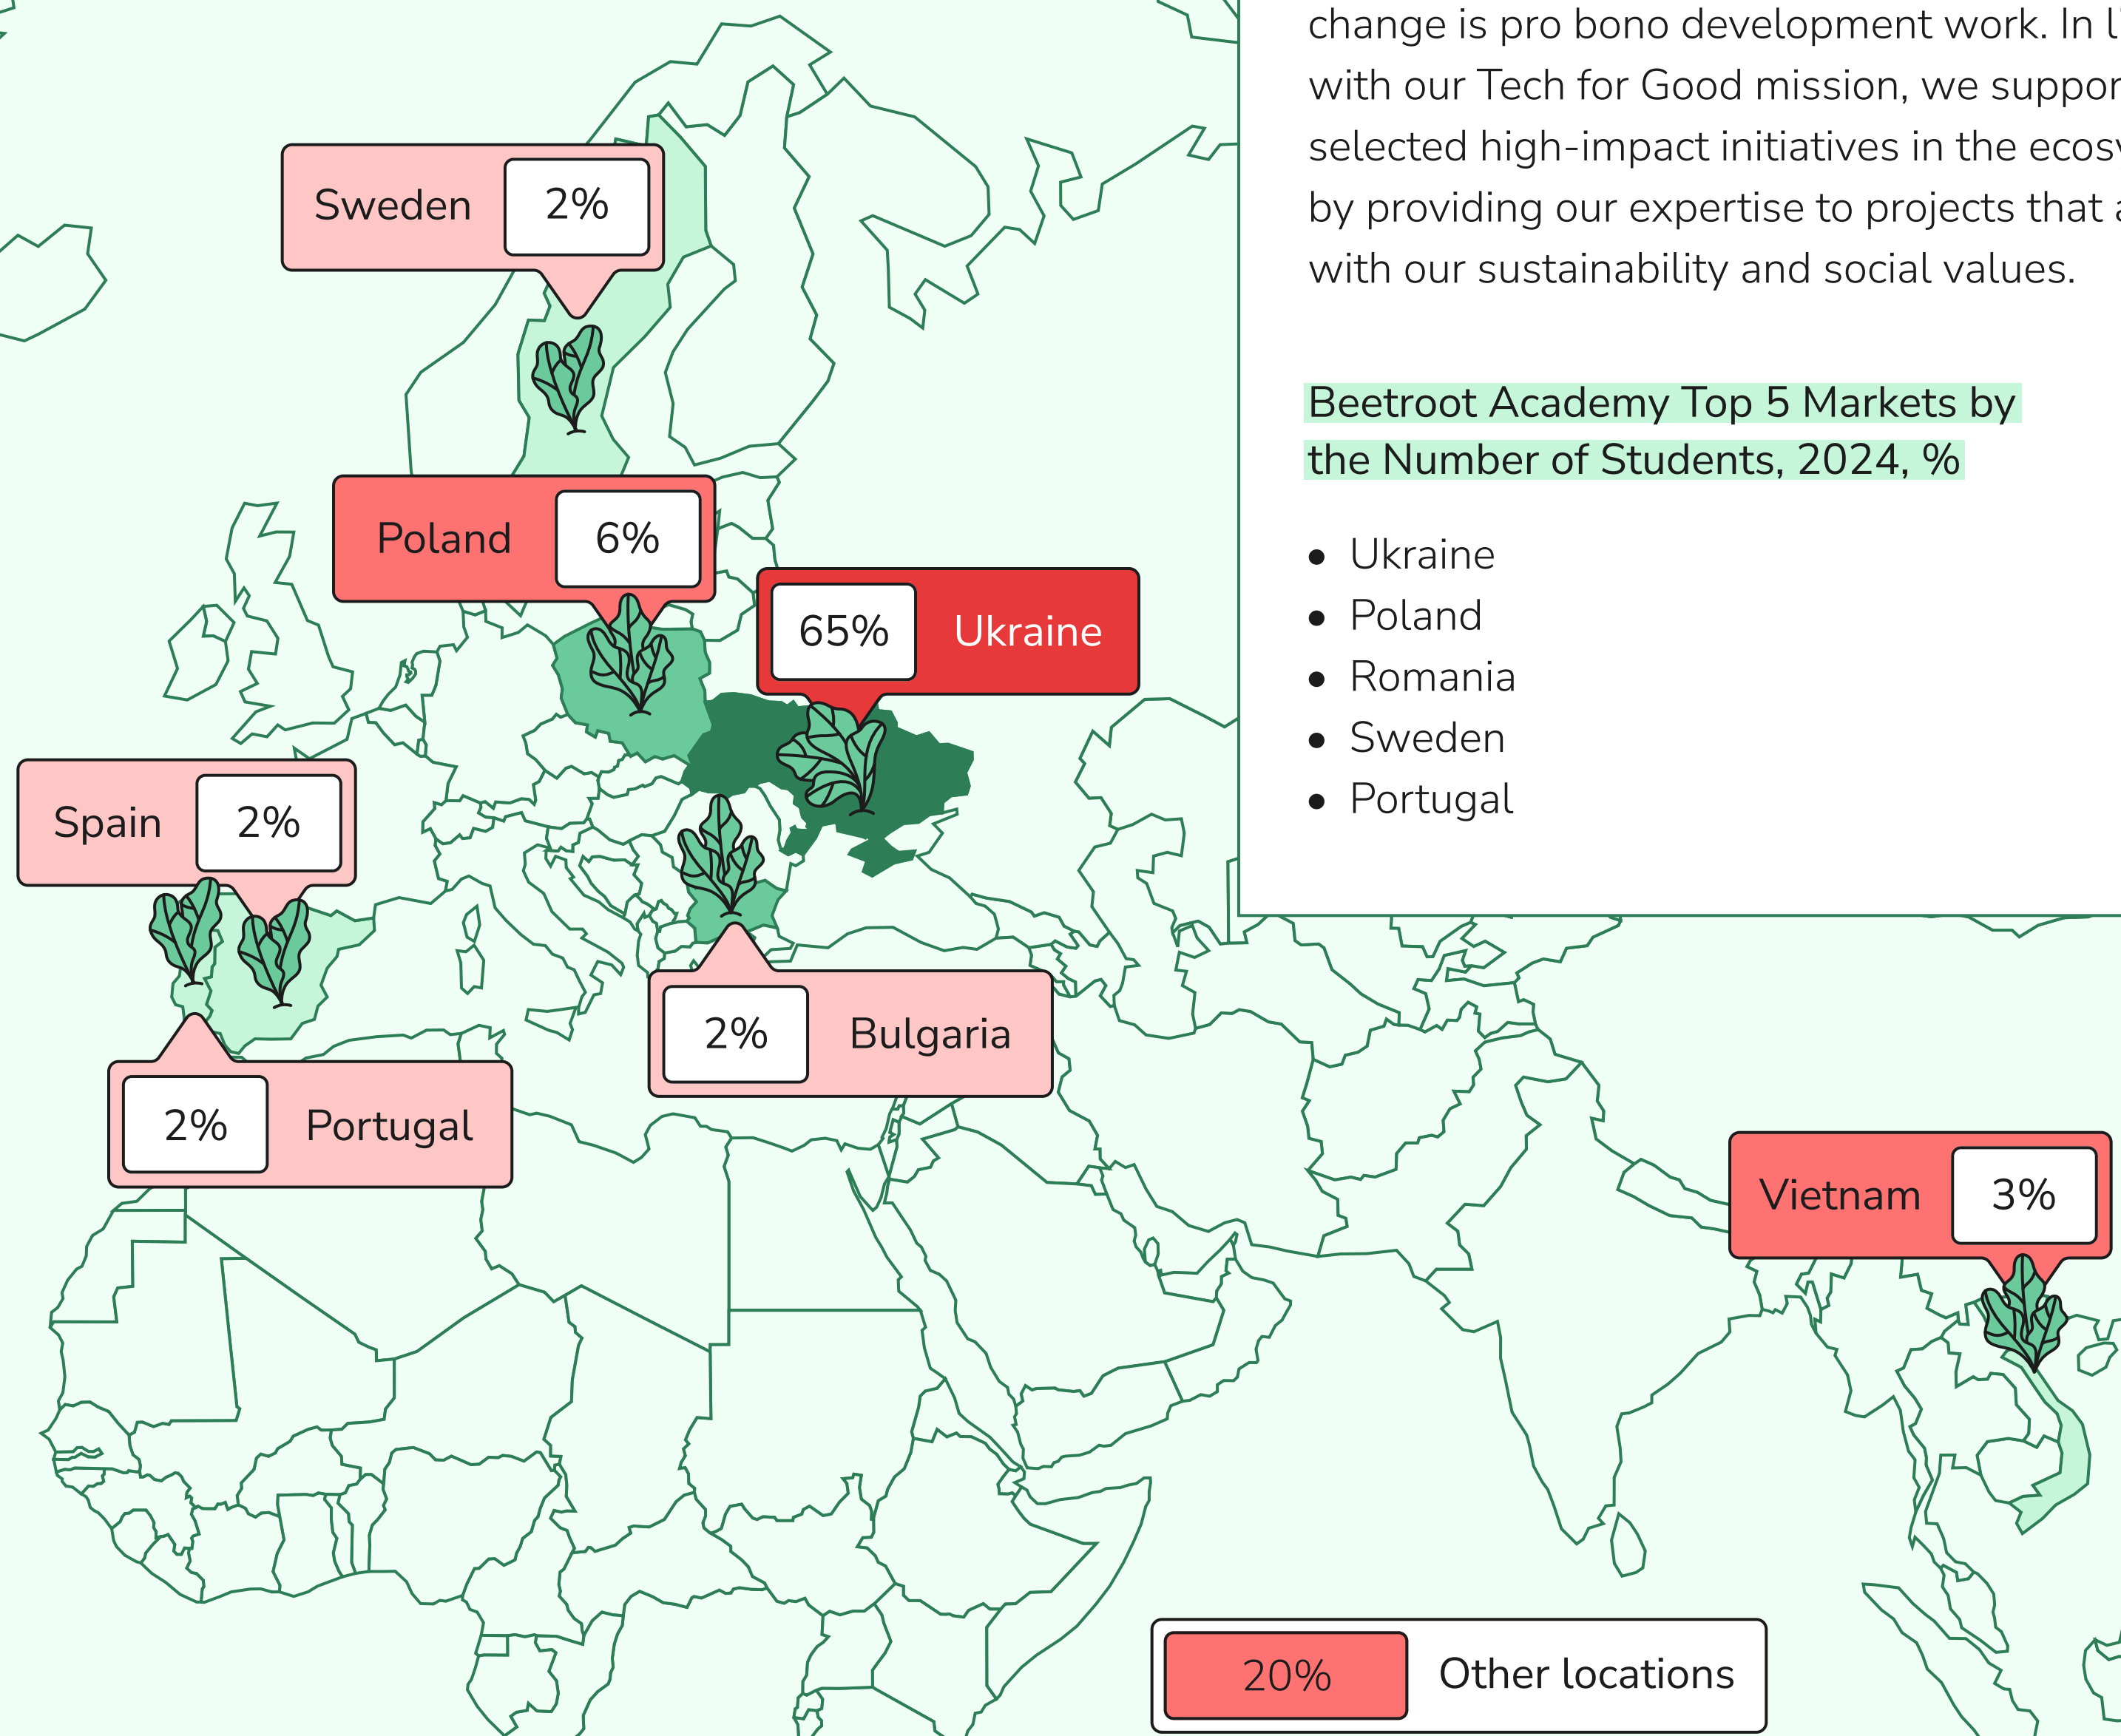 change is pro bono development work. In
with our Tech for Good mission, we
selected high-impact initiatives in the
by providing our expertise to projects that
with our sustainability and social values.
Beetroot Academy Top 5 Markets by
the Number of Students, 2024, %
● Ukraine
● Poland
● Romania
● Sweden
● Portugal
Sweden 2%
Poland 6%
65% Ukraine
Spain 2%
2% Bulgaria
2% Portugal
Vietnam 3%
20% Other locations